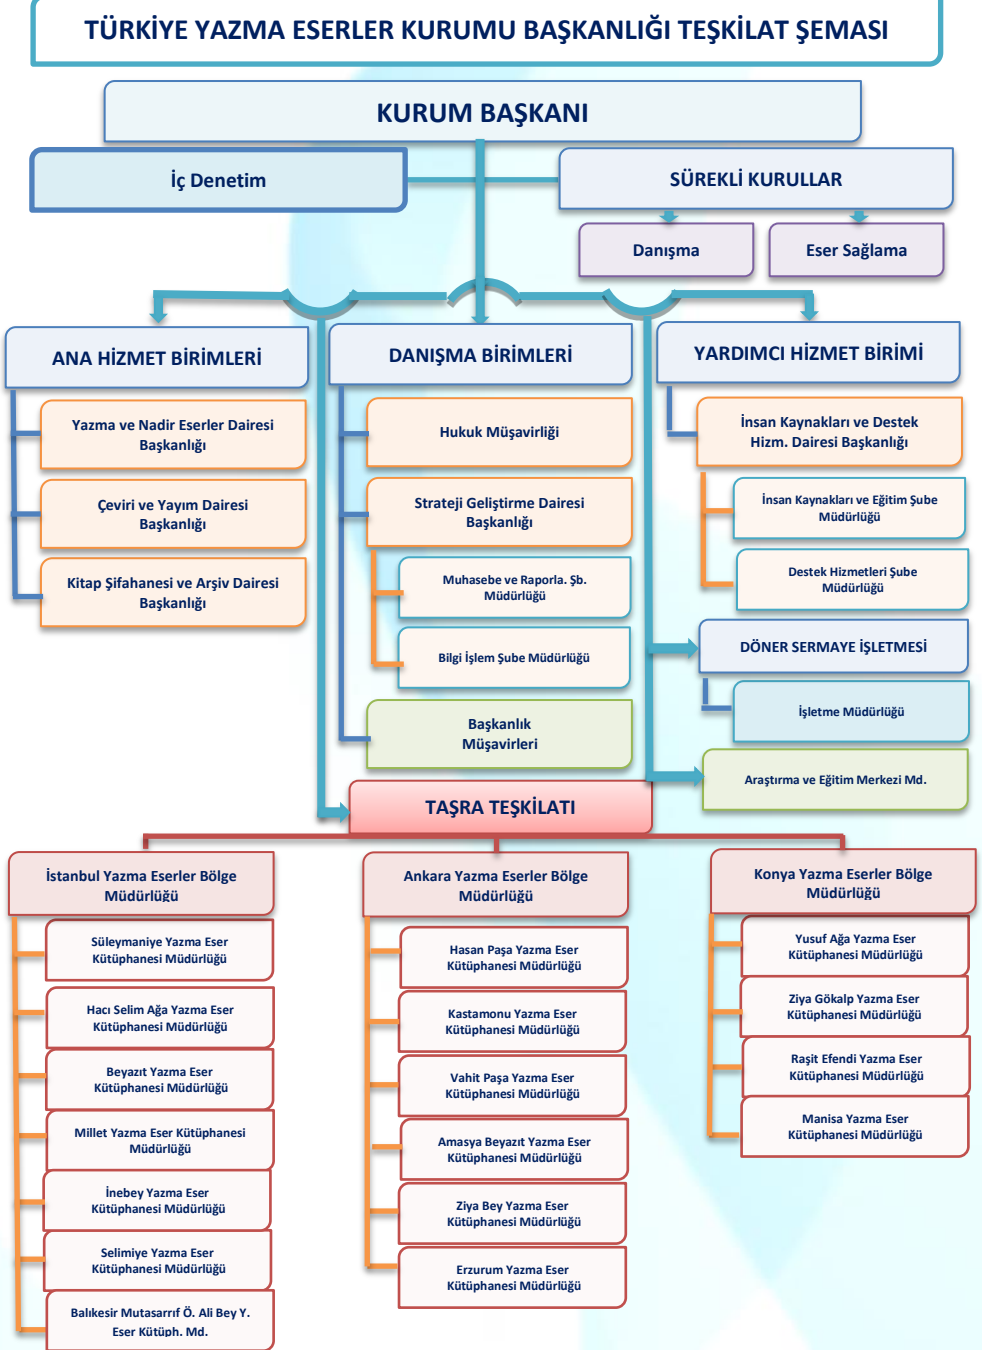 TÜRKİYE YAZMA ESERLER KURUMU BAŞKANLIĞI TEŞKİLAT ŞEMASI
KURUM BAŞKANI
İç Denetim
SÜREKLİ KURULLAR
Danışma
Eser Sağlama
ANA HİZMET BİRİMLERİ
Yazma ve Nadir Eserler Dairesi
Başkanlığı
Çeviri ve Yayım Dairesi
Başkanlığı
Kitap Şifahanesi ve Arşiv Dairesi
Başkanlığı
DANIŞMA BİRİMLERİ
Hukuk Müşavirliği
Strateji Geliştirme Dairesi
Başkanlığı
Muhasebe ve Raporla. Şb.
Müdürlüğü
Bilgi İşlem Şube Müdürlüğü
Başkanlık
Müşavirleri
YARDIMCI HİZMET BİRİMİ
İnsan Kaynakları ve Destek
Hizm. Dairesi Başkanlığı
İnsan Kaynakları ve Eğitim Şube
Müdürlüğü
Destek Hizmetleri Şube
Müdürlüğü
DÖNER SERMAYE İŞLETMESİ
İşletme Müdürlüğü
Araştırma ve Eğitim Merkezi Md.
TAŞRA TEŞKİLATI
İstanbul Yazma Eserler Bölge
Müdürlüğü
Süleymaniye Yazma Eser
Kütüphanesi Müdürlüğü
Hacı Selim Ağa Yazma Eser
Kütüphanesi Müdürlüğü
Beyazıt Yazma Eser
Kütüphanesi Müdürlüğü
Millet Yazma Eser Kütüphanesi
Müdürlüğü
İnebey Yazma Eser
Kütüphanesi Müdürlüğü
Selimiye Yazma Eser
Kütüphanesi Müdürlüğü
Balıkesir Mutasarrıf Ö. Ali Bey Y.
Eser Kütüph. Md.
Ankara Yazma Eserler Bölge
Müdürlüğü
Hasan Paşa Yazma Eser
Kütüphanesi Müdürlüğü
Kastamonu Yazma Eser
Kütüphanesi Müdürlüğü
Vahit Paşa Yazma Eser
Kütüphanesi Müdürlüğü
Amasya Beyazıt Yazma Eser
Kütüphanesi Müdürlüğü
Ziya Bey Yazma Eser
Kütüphanesi Müdürlüğü
Erzurum Yazma Eser
Kütüphanesi Müdürlüğü
Konya Yazma Eserler Bölge
Müdürlüğü
Yusuf Ağa Yazma Eser
Kütüphanesi Müdürlüğü
Ziya Gökalp Yazma Eser
Kütüphanesi Müdürlüğü
Raşit Efendi Yazma Eser
Kütüphanesi Müdürlüğü
Manisa Yazma Eser
Kütüphanesi Müdürlüğü